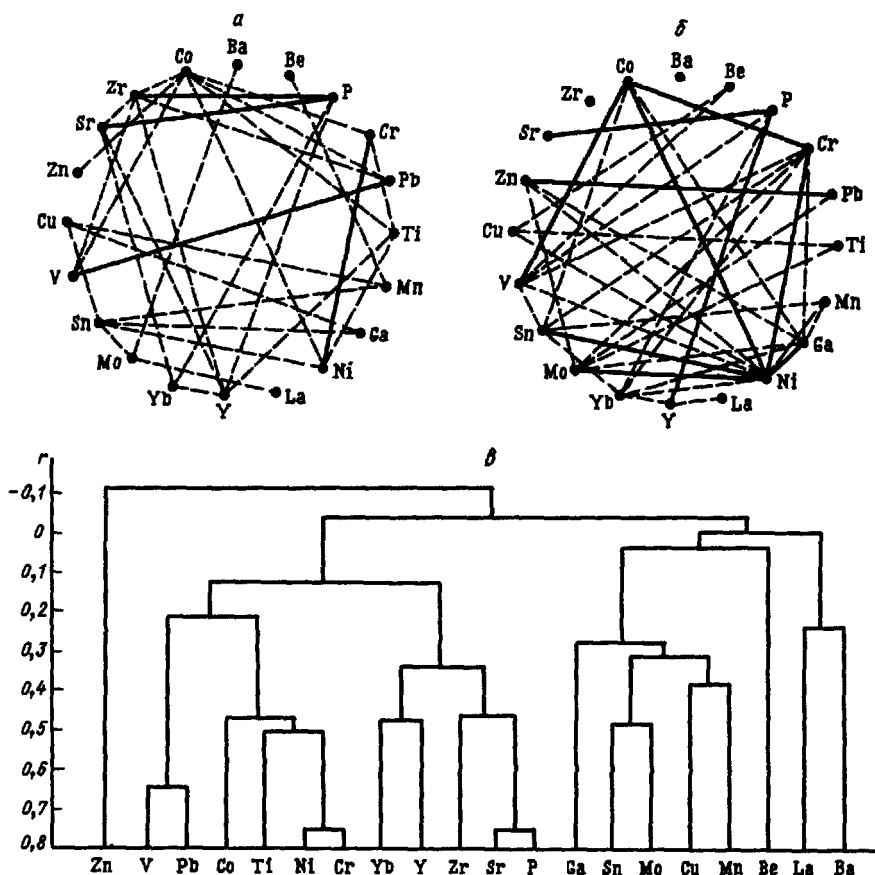 а
Co
Ba
Be
Zr
P
Sr
Cr
Zn
Pb
Cu
Ti
V
Mn
Sn
Ga
Mo
Ni
Yb
Y
La
б
Co
Ba
Be
Zr
P
Sr
Cr
Zn
Pb
Cu
Ti
V
Mn
Sn
Ga
Mo
Ni
Yb
Y
La
в
r
-0,1
0
0,1
0,2
0,3
0,4
0,5
0,6
0,7
0,8
Zn V Pb Co Ti Ni Cr Yb Y Zr Sr P Ga Sn Mo Cu Mn Be La Ba